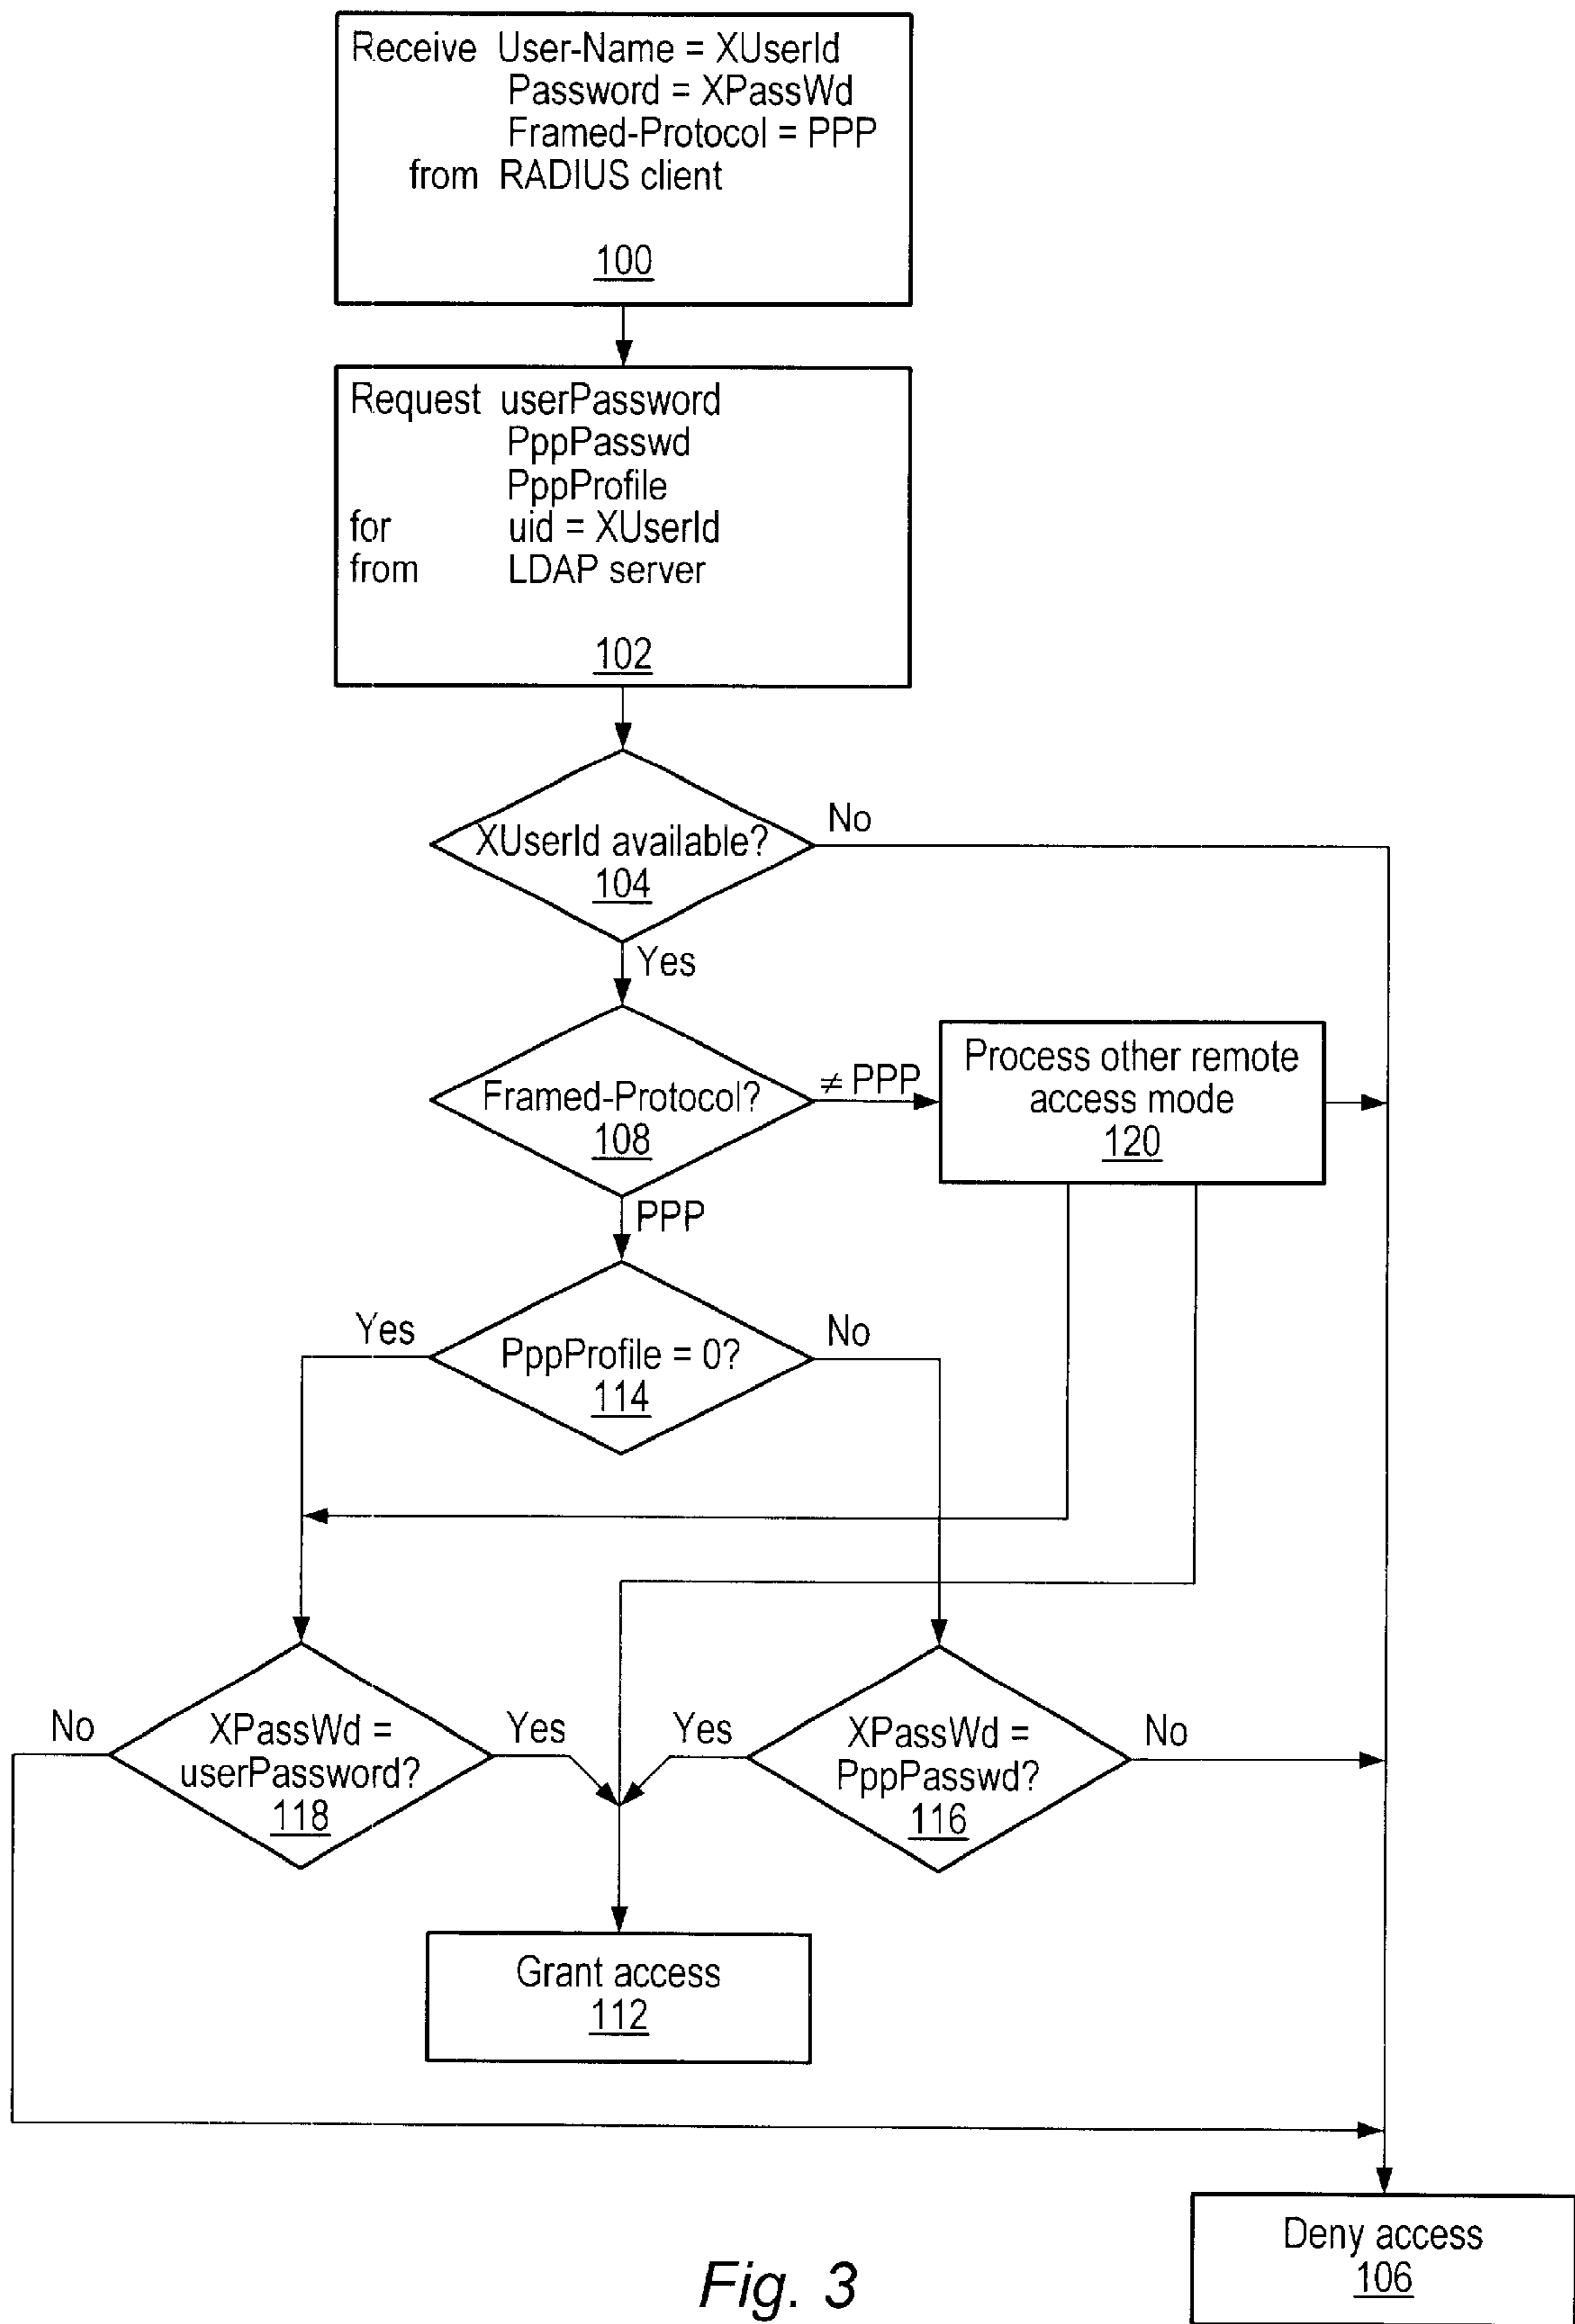 Receive User-Name = XUserId
Password = XPassWd
Framed-Protocol = PPP
from RADIUS client
100
Request userPassword
PppPasswd
PppProfile
for uid = XUserId
from LDAP server
102
XUserId available?
104
No
Yes
Framed-Protocol?
108
≠ PPP
Process other remote
access mode
120
PPP
Yes
PppProfile = 0?
114
No
No
XPassWd =
userPassword?
118
Yes
Yes
XPassWd =
PppPasswd?
116
No
Grant access
112
Deny access
106
Fig. 3